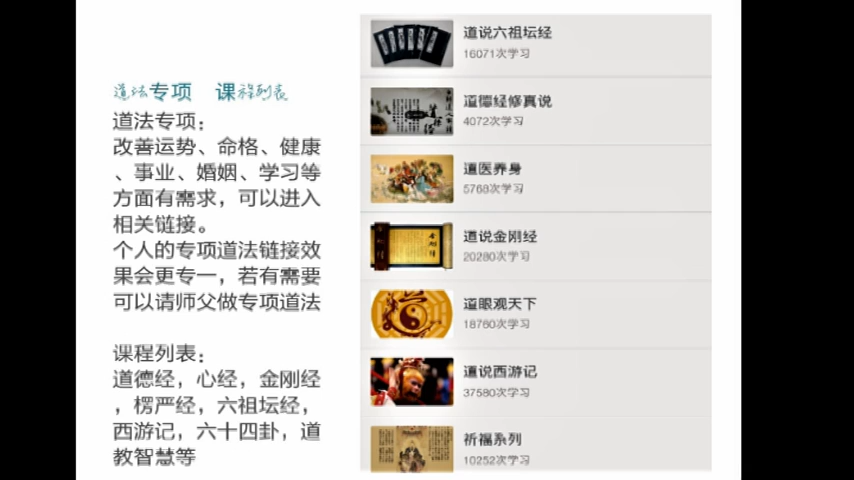 道法专项 课程列表
道法专项：
改善运势、命格、健康
、事业、婚姻、学习等
方面有需求，可以进入
相关链接。
个人的专项道法链接效
果会更专一，若有需要
可以请师父做专项道法
课程列表：
道德经，心经，金刚经
，楞严经，六祖坛经，
西游记，六十四卦，道
教智慧等
道说六祖坛经
16071次学习
道德经修真说
4072次学习
道医养身
5768次学习
道说金刚经
20280次学习
道眼观天下
18760次学习
道说西游记
37580次学习
祈福系列
10252次学习